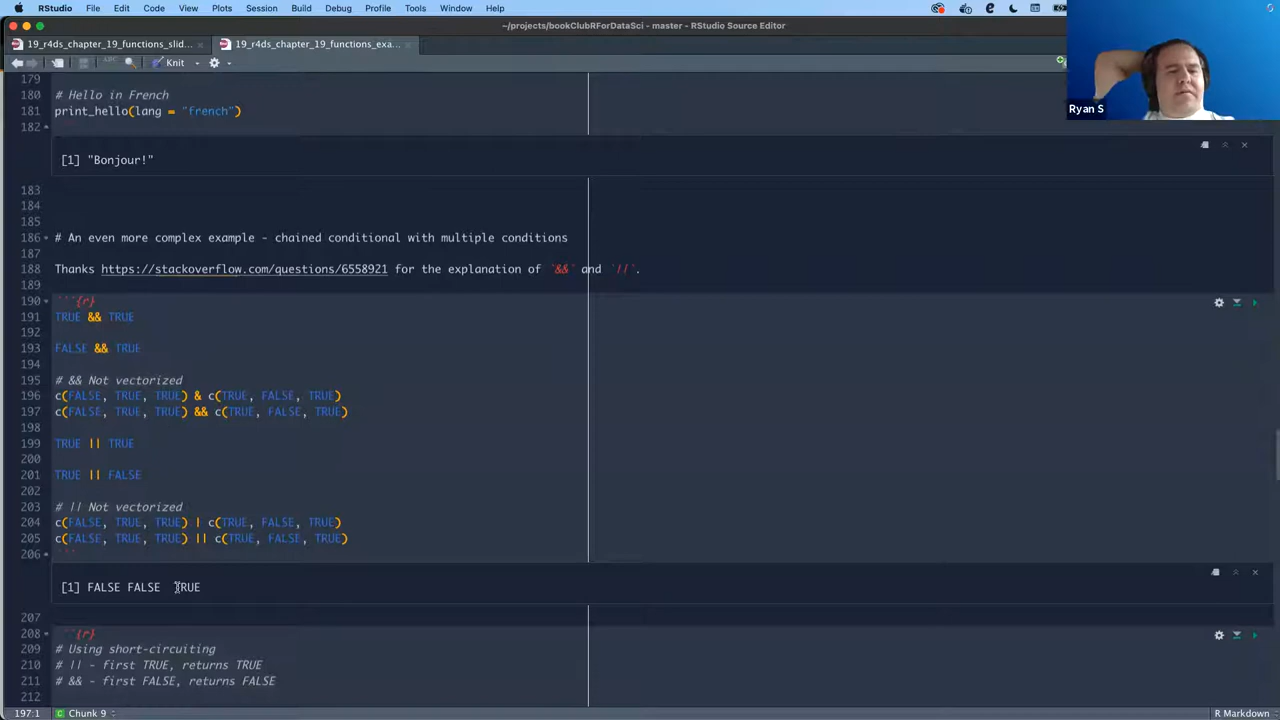 RStudio File Edit Code View Plots Session Build Debug Profile Tools Window Help
~/projects/bookClubRForDataSci - master - RStudio Source Editor
19_r4ds_chapter_19_functions_slid... 19_r4ds_chapter_19_functions_exa...
Knit
179
180 # Hello in French
181 print_hello(lang = "french")
182
[1] "Bonjour!"
183
184
185
186 # An even more complex example - chained conditional with multiple conditions
187
188 Thanks https://stackoverflow.com/questions/6558921 for the explanation of `&&` and `||`.
189
190 ```{r}
191 TRUE && TRUE
192
193 FALSE && TRUE
194
195 # && Not vectorized
196 c(FALSE, TRUE, TRUE) & c(TRUE, FALSE, TRUE)
197 c(FALSE, TRUE, TRUE) && c(TRUE, FALSE, TRUE)
198
199 TRUE || TRUE
200
201 TRUE || FALSE
202
203 # || Not vectorized
204 c(FALSE, TRUE, TRUE) | c(TRUE, FALSE, TRUE)
205 c(FALSE, TRUE, TRUE) || c(TRUE, FALSE, TRUE)
206 ```
[1] FALSE FALSE TRUE
207
208 ```{r}
209 # Using short-circuiting
210 # || - first TRUE, returns TRUE
211 # && - first FALSE, returns FALSE
212
197:1 Chunk 9 R Markdown
Ryan S